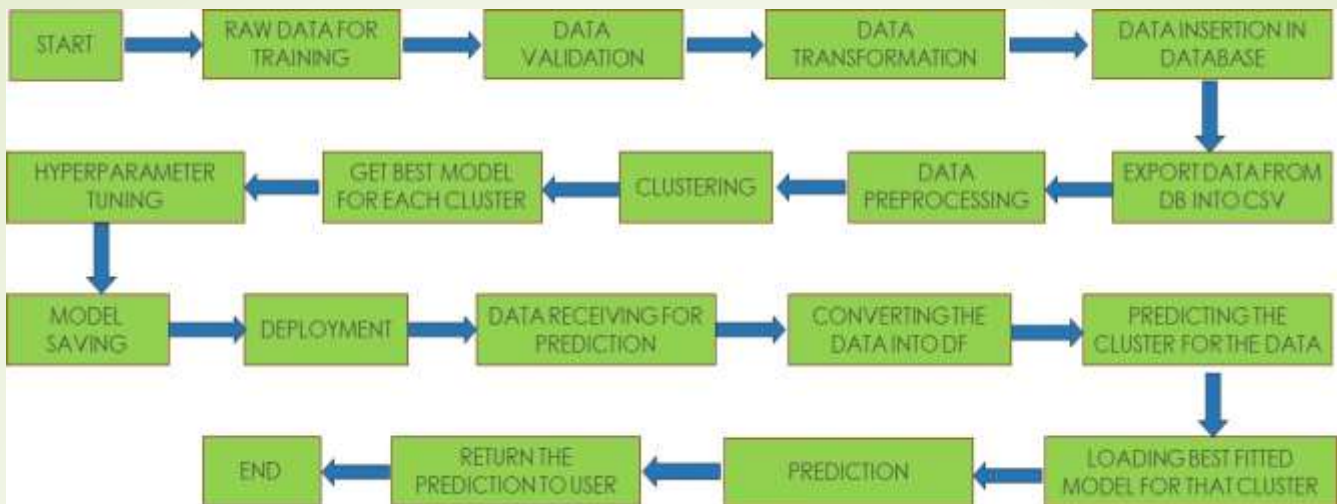 START
RAW DATA FOR
TRAINING
DATA
VALIDATION
DATA
TRANSFORMATION
DATA INSERTION IN
DATABASE
EXPORT DATA FROM
DB INTO CSV
DATA
PREPROCESSING
CLUSTERING
GET BEST MODEL
FOR EACH CLUSTER
HYPERPARAMETER
TUNING
MODEL
SAVING
DEPLOYMENT
DATA RECEIVING FOR
PREDICTION
CONVERTING THE
DATA INTO DF
PREDICTING THE
CLUSTER FOR THE DATA
LOADING BEST FITTED
MODEL FOR THAT CLUSTER
PREDICTION
RETURN THE
PREDICTION TO USER
END